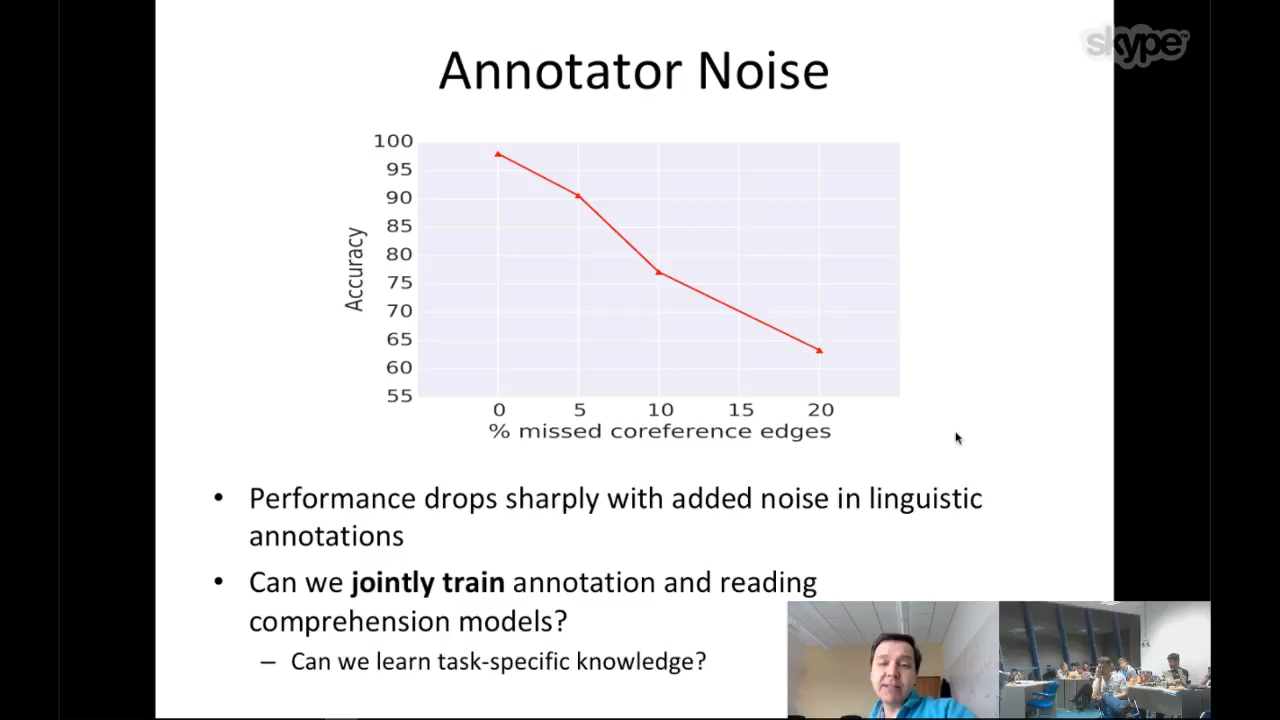 skype
Annotator Noise
100
95
90
85
80
75
70
65
60
55
Accuracy
0 5 10 15 20
% missed coreference edges
• Performance drops sharply with added noise in linguistic
annotations
• Can we jointly train annotation and reading
comprehension models?
– Can we learn task-specific knowledge?